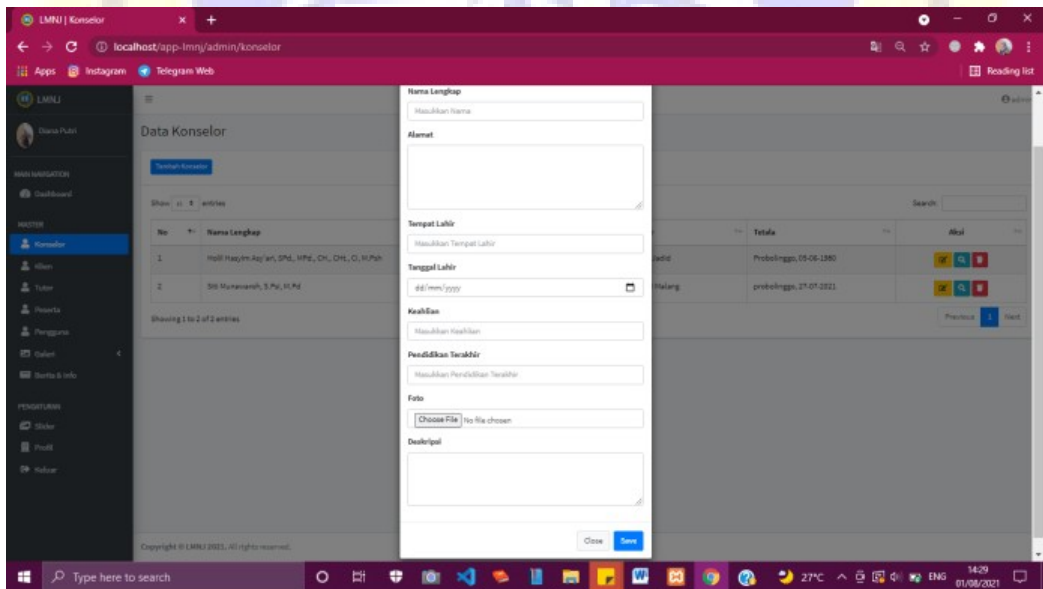 LMNJ | Konselor
localhost/app-lmnj/admin/konselor
Apps Instagram Telegram Web Reading list
LMNJ
Diana Putri
MAIN NAVIGATION
Dashboard
MASTER
Konselor
Klien
Tutor
Peserta
Pengguna
Galeri
Berita & Info
PENGATURAN
Slider
Profil
Keluar
admin
Data Konselor
Tambah Konselor
Show 10 entries
Search:
No Nama Lengkap Tetala Aksi
1 Holil Hasyim Asy'ari, SPd., MPd., CH., CHt., CI, M.Psh Jadid Probolinggo, 05-06-1980
2 Siti Munawaroh, S.Psi, M.Pd Malang probolinggo, 27-07-2021
Showing 1 to 2 of 2 entries
Previous 1 Next
Nama Lengkap
Masukkan Nama
Alamat
Tempat Lahir
Masukkan Tempat Lahir
Tanggal Lahir
dd/mm/yyyy
Keahlian
Masukkan Keahlian
Pendidikan Terakhir
Masukkan Pendidikan Terakhir
Foto
Choose File No file chosen
Deskripsi
Close Save
Copyright © LMNJ 2021. All rights reserved.
Type here to search
27°C ENG 14:29
01/08/2021